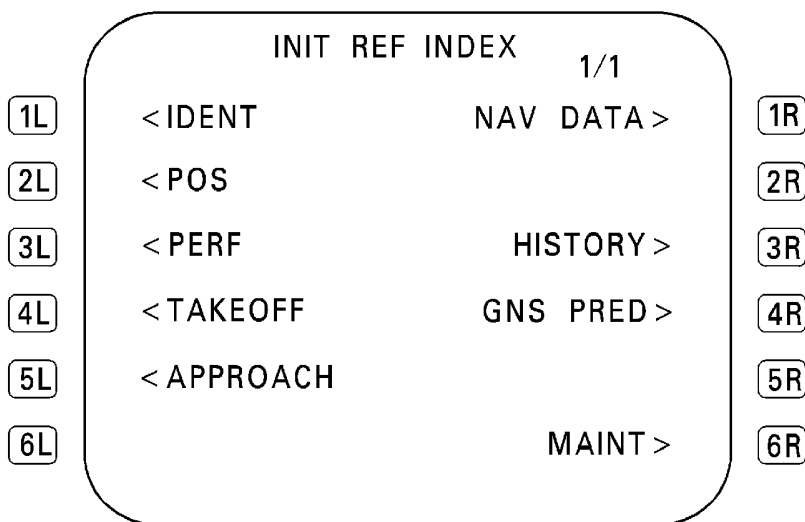 INIT REF INDEX
1/1
1L <IDENT NAV DATA> 1R
2L <POS 2R
3L <PERF HISTORY> 3R
4L <TAKEOFF GNS PRED> 4R
5L <APPROACH 5R
6L MAINT> 6R